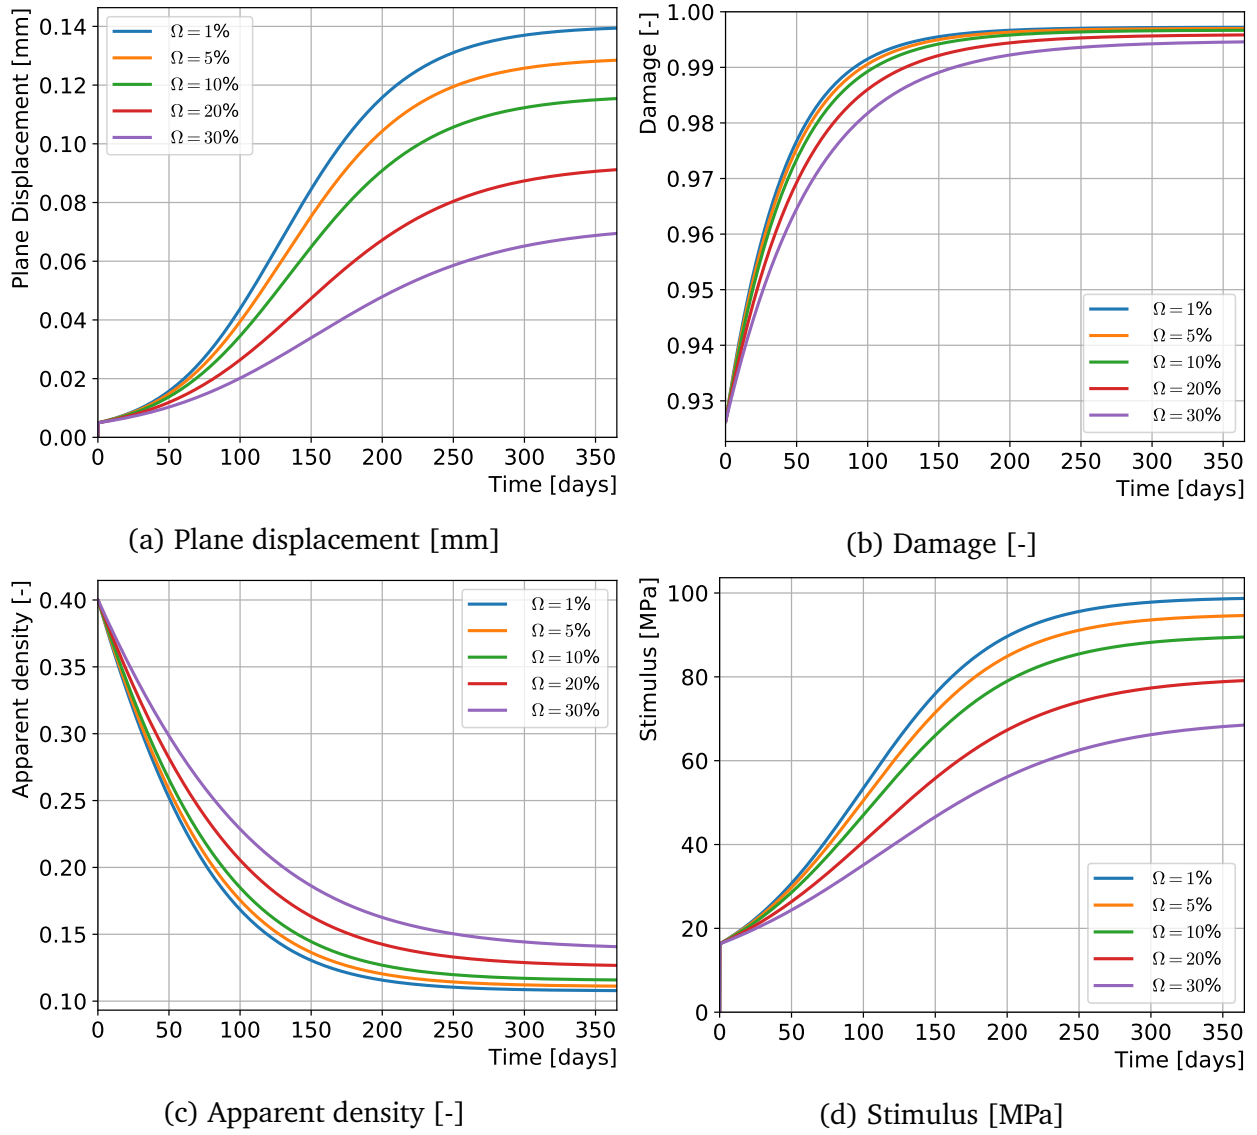 Plane Displacement [mm]
0.14
0.12
0.10
0.08
0.06
0.04
0.02
0.00
Ω = 1%
Ω = 5%
Ω = 10%
Ω = 20%
Ω = 30%
0 50 100 150 200 250 300 350
Time [days]
(a) Plane displacement [mm]
Damage [-]
1.00
0.99
0.98
0.97
0.96
0.95
0.94
0.93
Ω = 1%
Ω = 5%
Ω = 10%
Ω = 20%
Ω = 30%
0 50 100 150 200 250 300 350
Time [days]
(b) Damage [-]
Apparent density [-]
0.40
0.35
0.30
0.25
0.20
0.15
0.10
Ω = 1%
Ω = 5%
Ω = 10%
Ω = 20%
Ω = 30%
0 50 100 150 200 250 300 350
Time [days]
(c) Apparent density [-]
Stimulus [MPa]
100
80
60
40
20
0
Ω = 1%
Ω = 5%
Ω = 10%
Ω = 20%
Ω = 30%
0 50 100 150 200 250 300 350
Time [days]
(d) Stimulus [MPa]